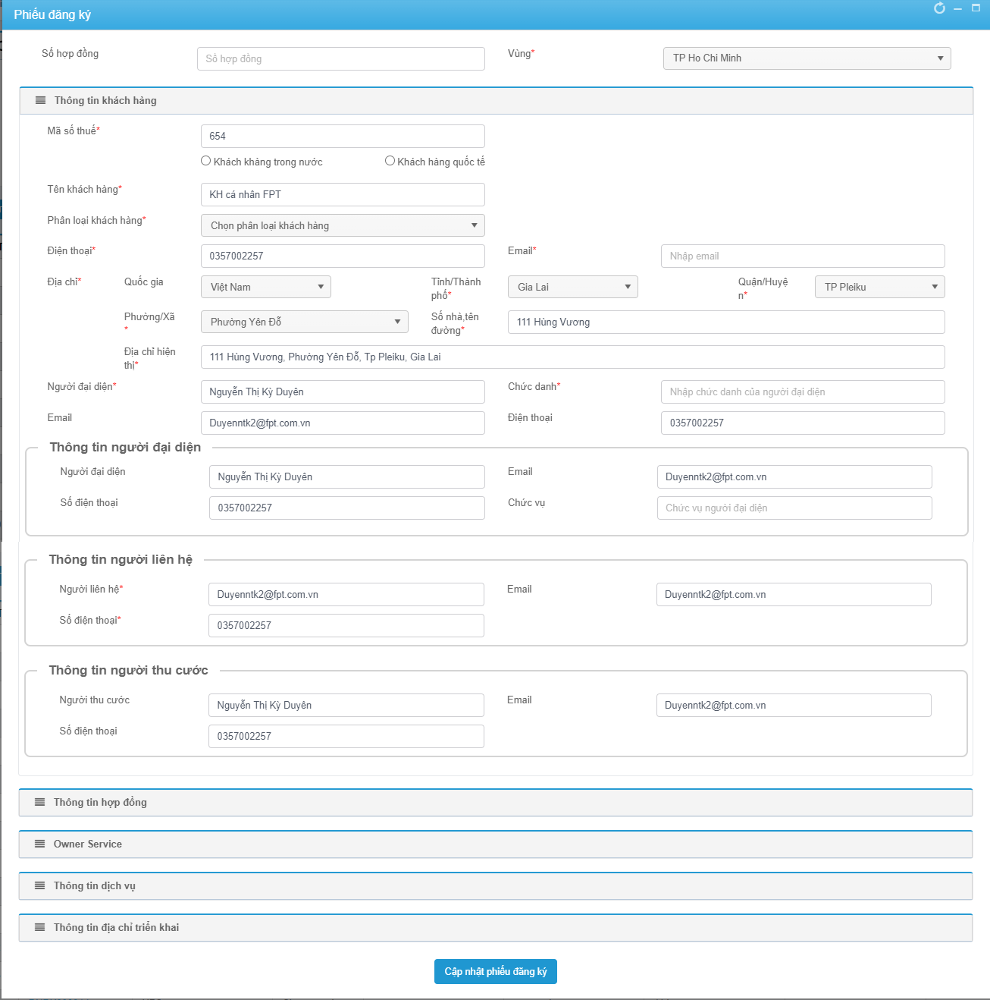 Phiếu đăng ký
Số hợp đồng Số hợp đồng Vùng* TP Ho Chi Minh
Thông tin khách hàng
Mã số thuế* 654
Khách khàng trong nước Khách hàng quốc tế
Tên khách hàng* KH cá nhân FPT
Phân loại khách hàng* Chọn phân loại khách hàng
Điện thoại* 0357002257 Email* Nhập email
Địa chỉ* Quốc gia Việt Nam Tỉnh/Thành phố* Gia Lai Quận/Huyện* TP Pleiku
Phường/Xã* Phường Yên Đỗ Số nhà,tên đường* 111 Hùng Vương
Địa chỉ hiện thị* 111 Hùng Vương, Phường Yên Đỗ, Tp Pleiku, Gia Lai
Người đại diện* Nguyễn Thị Kỳ Duyên Chức danh* Nhập chức danh của người đại diện
Email Duyenntk2@fpt.com.vn Điện thoại 0357002257
Thông tin người đại diện
Người đại diện Nguyễn Thị Kỳ Duyên Email Duyenntk2@fpt.com.vn
Số điện thoại 0357002257 Chức vụ Chức vụ người đại diện
Thông tin người liên hệ
Người liên hệ* Duyenntk2@fpt.com.vn Email Duyenntk2@fpt.com.vn
Số điện thoại* 0357002257
Thông tin người thu cước
Người thu cước Nguyễn Thị Kỳ Duyên Email Duyenntk2@fpt.com.vn
Số điện thoại 0357002257
Thông tin hợp đồng
Owner Service
Thông tin dịch vụ
Thông tin địa chỉ triển khai
Cập nhật phiếu đăng ký